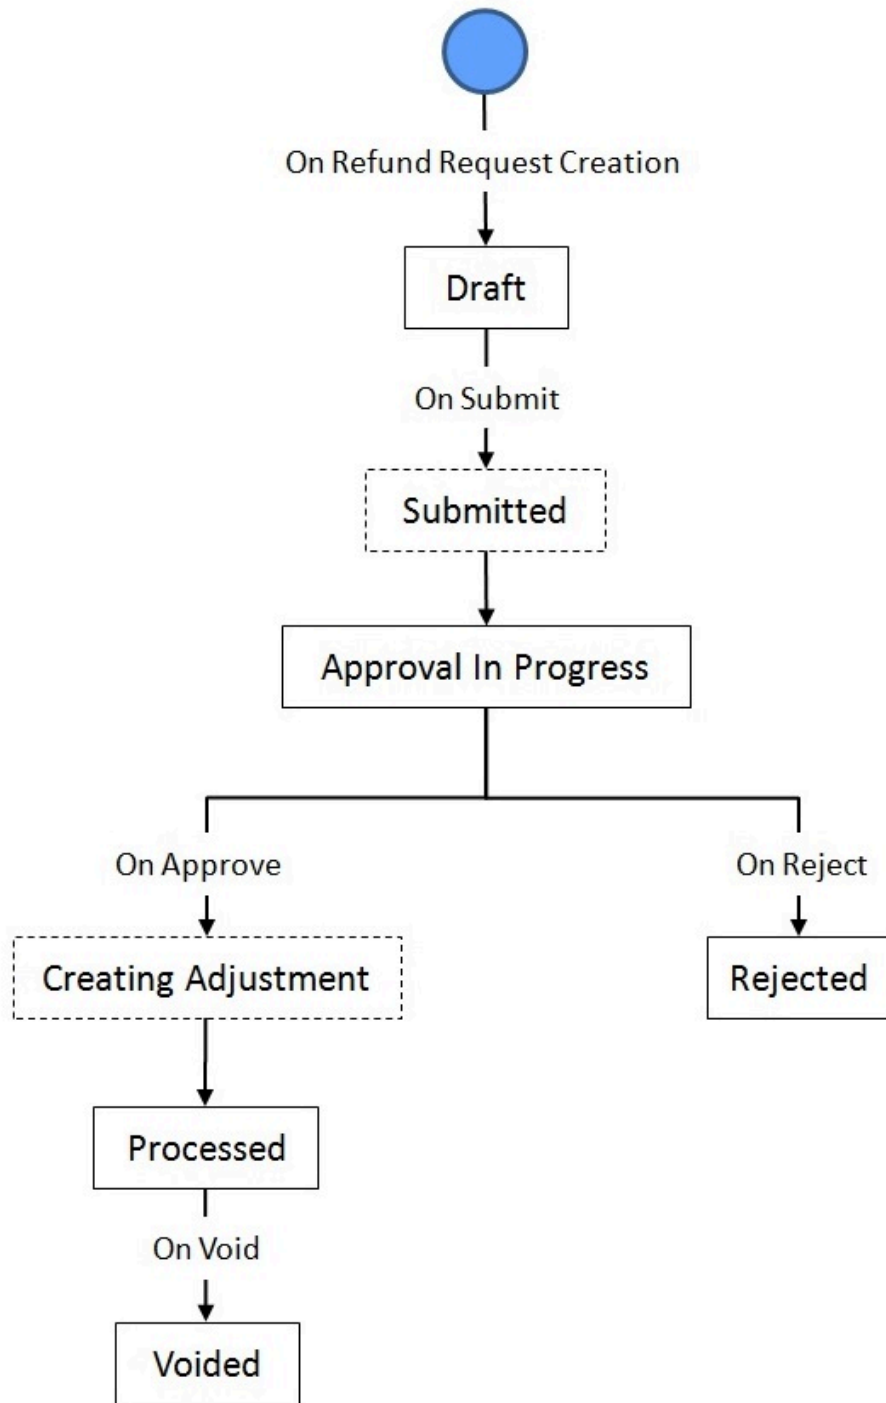 On Refund Request Creation
Draft
On Submit
Submitted
Approval In Progress
On Approve
On Reject
Creating Adjustment
Rejected
Processed
On Void
Voided